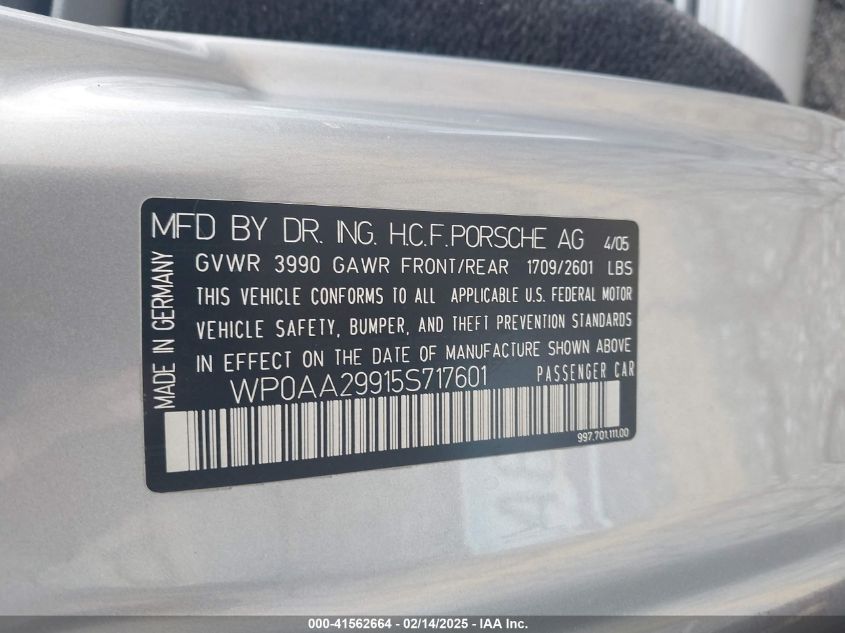 MFD BY DR. ING. H.C.F. PORSCHE AG 4/05
GVWR 3990 GAWR FRONT/REAR 1709/2601 LBS
THIS VEHICLE CONFORMS TO ALL APPLICABLE U.S. FEDERAL MOTOR
VEHICLE SAFETY, BUMPER, AND THEFT PREVENTION STANDARDS
IN EFFECT ON THE DATE OF MANUFACTURE SHOWN ABOVE
WP0AA29915S717601 PASSENGER CAR
997.701.111.00
MADE IN GERMANY
000-41562664 - 02/14/2025 - IAA Inc.